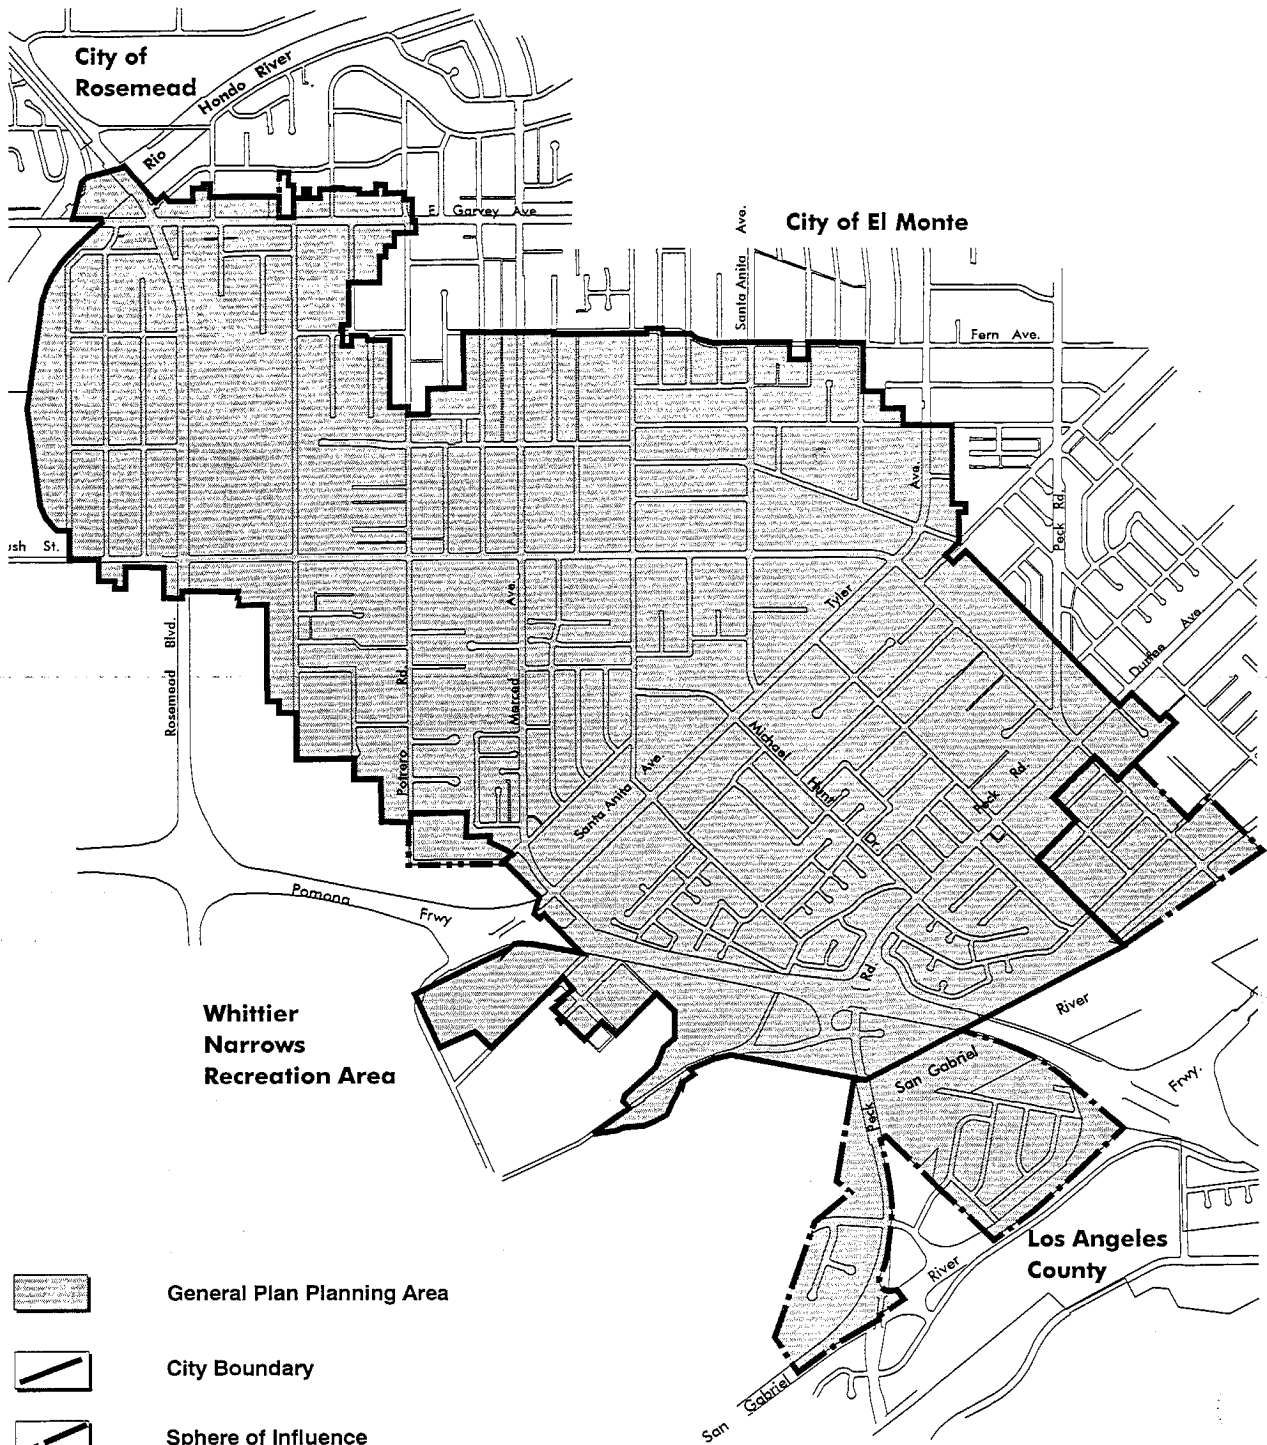 City of
Rosemead
Rio Hondo River
E. Garvey Ave
City of El Monte
Santa Anita Ave.
Fern Ave.
Ave.
Peck Rd.
ush St.
Tyler
Durfee Ave.
Rosemead Blvd.
Potrero Rd.
Merced Ave.
Santa Anita Ave.
Michael Hunt Dr.
Peck Rd.
Pomona Frwy
Whittier
Narrows
Recreation Area
Peck Rd.
San Gabriel River
Frwy.
Los Angeles
County
San Gabriel River
General Plan Planning Area
City Boundary
Sphere of Influence